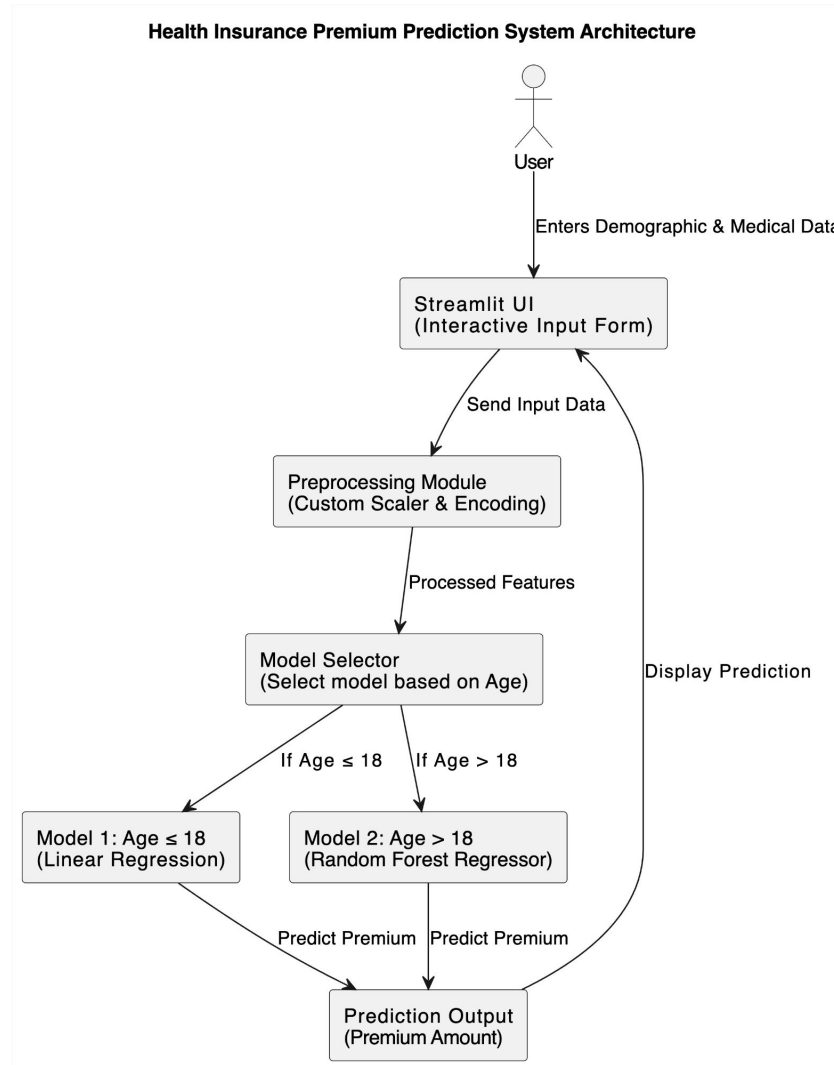 Health Insurance Premium Prediction System Architecture
User
Enters Demographic & Medical Data
Streamlit UI
(Interactive Input Form)
Send Input Data
Preprocessing Module
(Custom Scaler & Encoding)
Processed Features
Model Selector
(Select model based on Age)
Display Prediction
If Age ≤ 18
If Age > 18
Model 1: Age ≤ 18
(Linear Regression)
Model 2: Age > 18
(Random Forest Regressor)
Predict Premium
Predict Premium
Prediction Output
(Premium Amount)